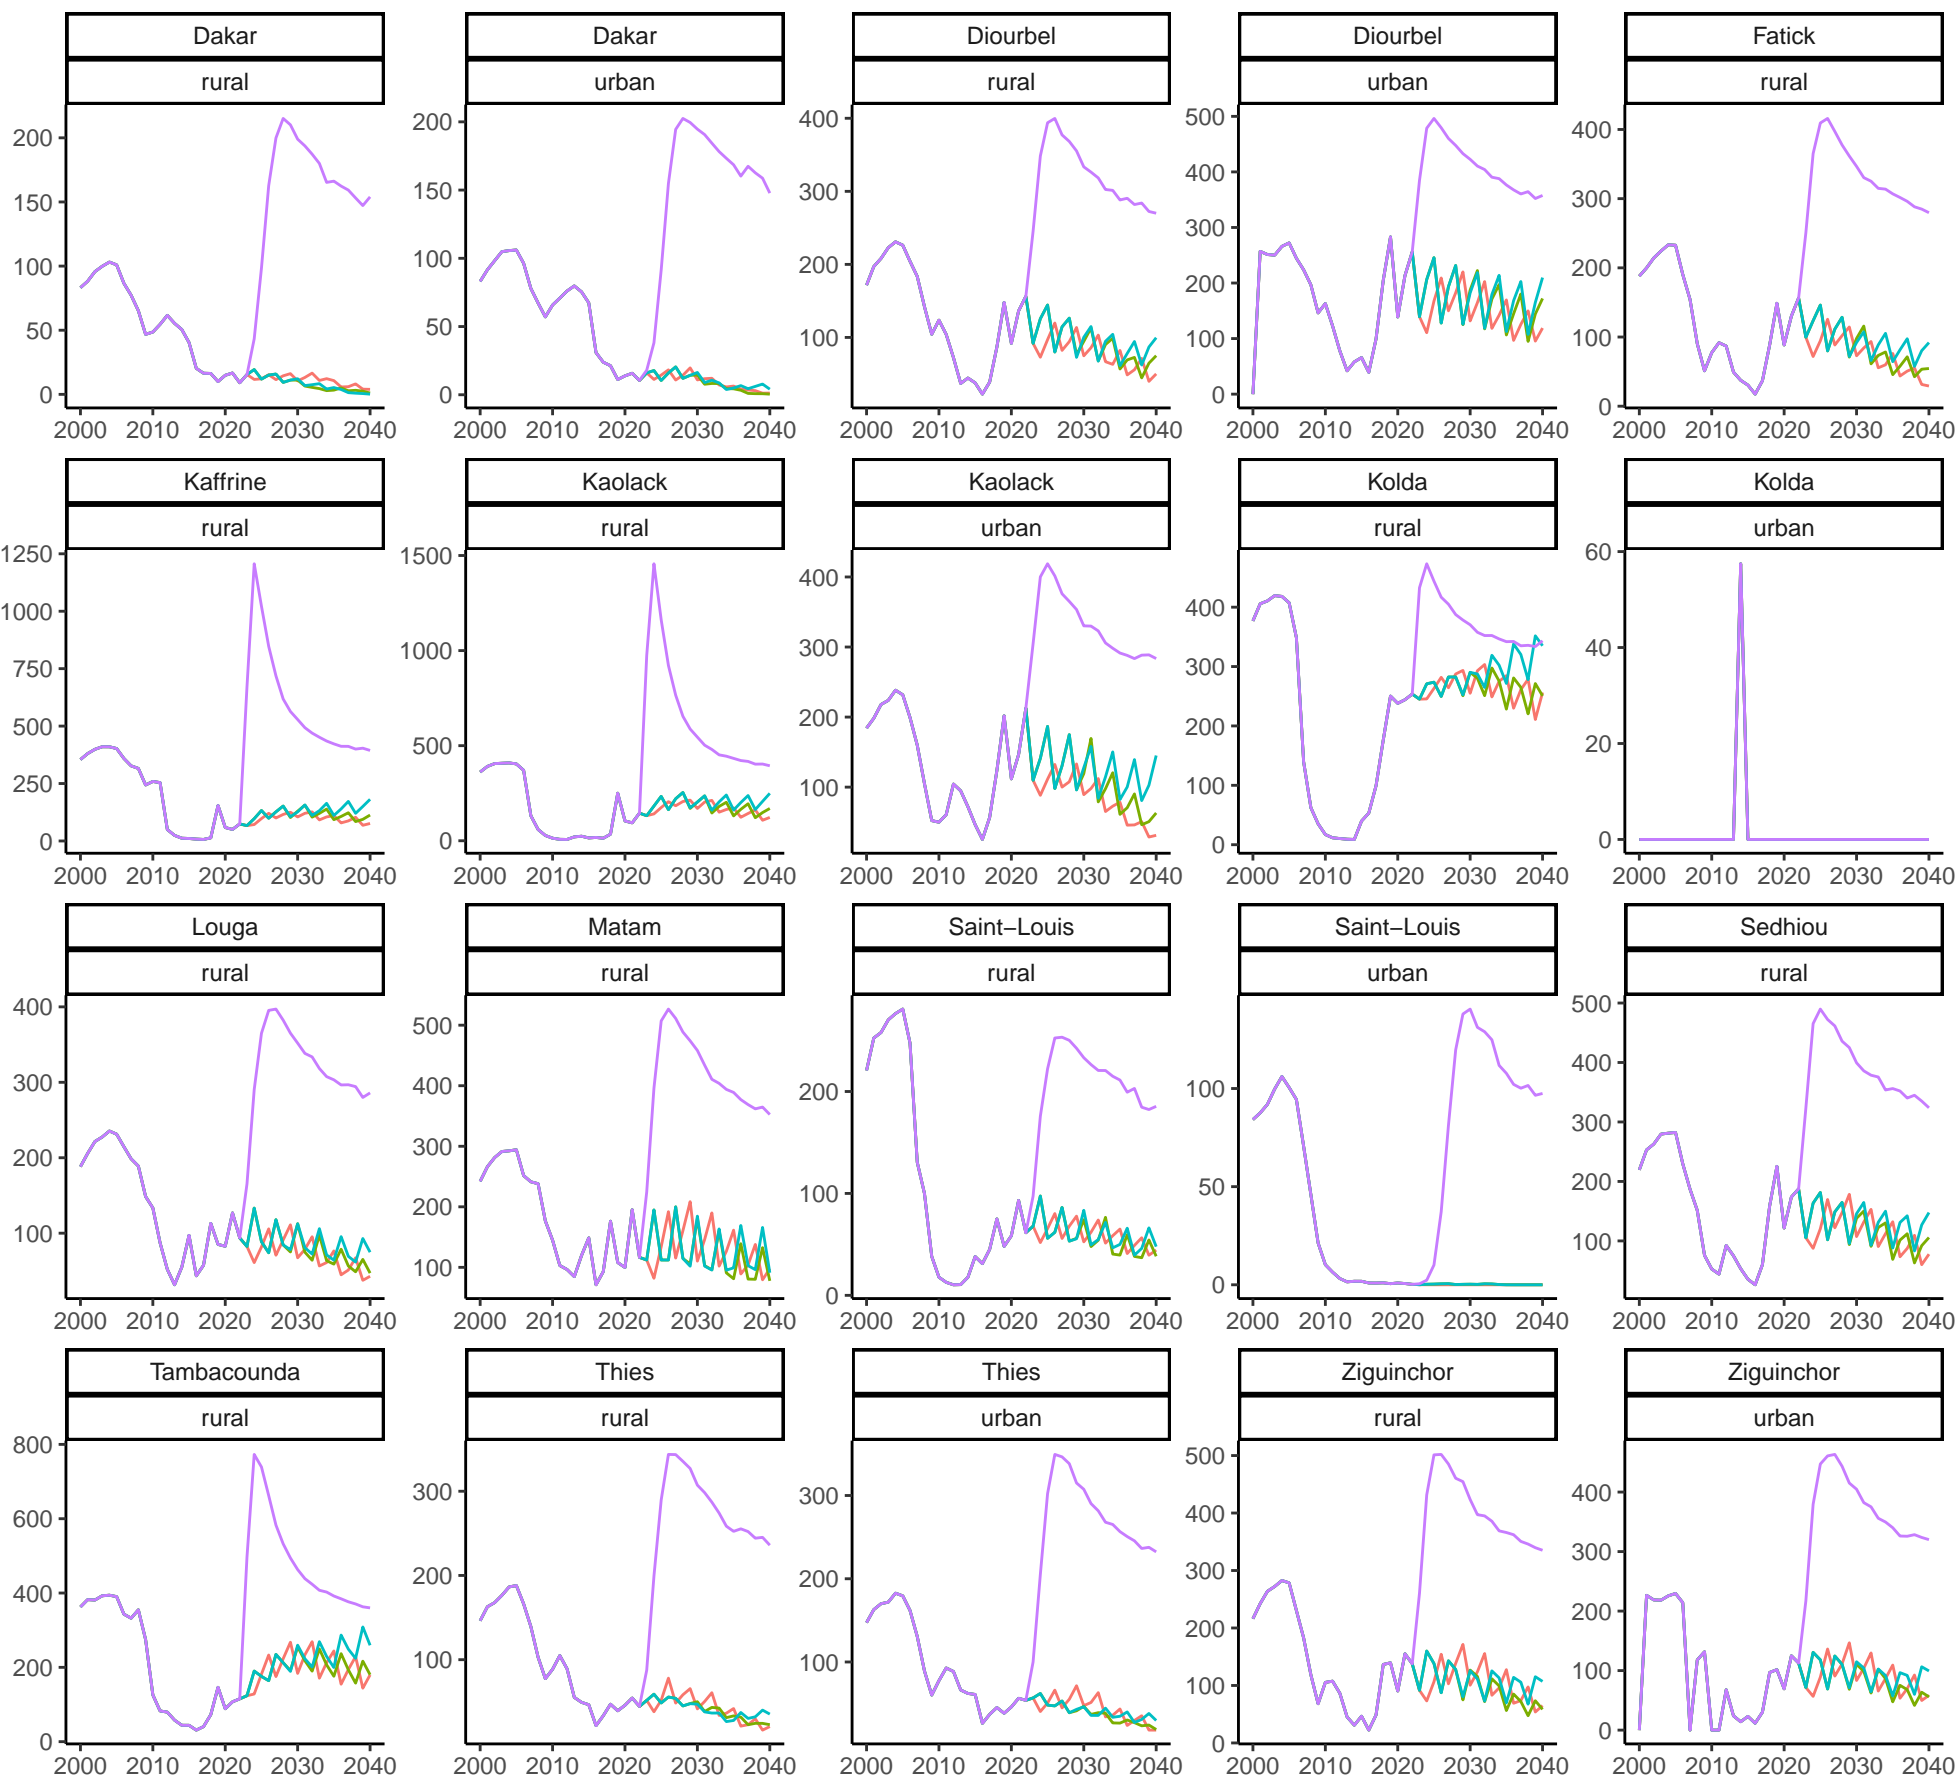 Dakar Dakar Diourbel Diourbel Fatick
rural urban rural urban rural
200 150 100 50 0
200 150 100 50 0
400 300 200 100
500 400 300 200 100 0
400 300 200 100 0
2000 2010 2020 2030 2040 2000 2010 2020 2030 2040 2000 2010 2020 2030 2040 2000 2010 2020 2030 2040 2000 2010 2020 2030 2040
Kaffrine Kaolack Kaolack Kolda Kolda
rural rural urban rural urban
1250 1000 750 500 250 0
1500 1000 500 0
400 300 200 100
400 300 200 100 0
60 40 20 0
2000 2010 2020 2030 2040 2000 2010 2020 2030 2040 2000 2010 2020 2030 2040 2000 2010 2020 2030 2040 2000 2010 2020 2030 2040
Louga Matam Saint−Louis Saint−Louis Sedhiou
rural rural rural urban rural
400 300 200 100
500 400 300 200 100
200 100 0
100 50 0
500 400 300 200 100
2000 2010 2020 2030 2040 2000 2010 2020 2030 2040 2000 2010 2020 2030 2040 2000 2010 2020 2030 2040 2000 2010 2020 2030 2040
Tambacounda Thies Thies Ziguinchor Ziguinchor
rural rural urban rural urban
800 600 400 200 0
300 200 100
300 200 100
500 400 300 200 100 0
400 300 200 100 0
2000 2010 2020 2030 2040 2000 2010 2020 2030 2040 2000 2010 2020 2030 2040 2000 2010 2020 2030 2040 2000 2010 2020 2030 2040